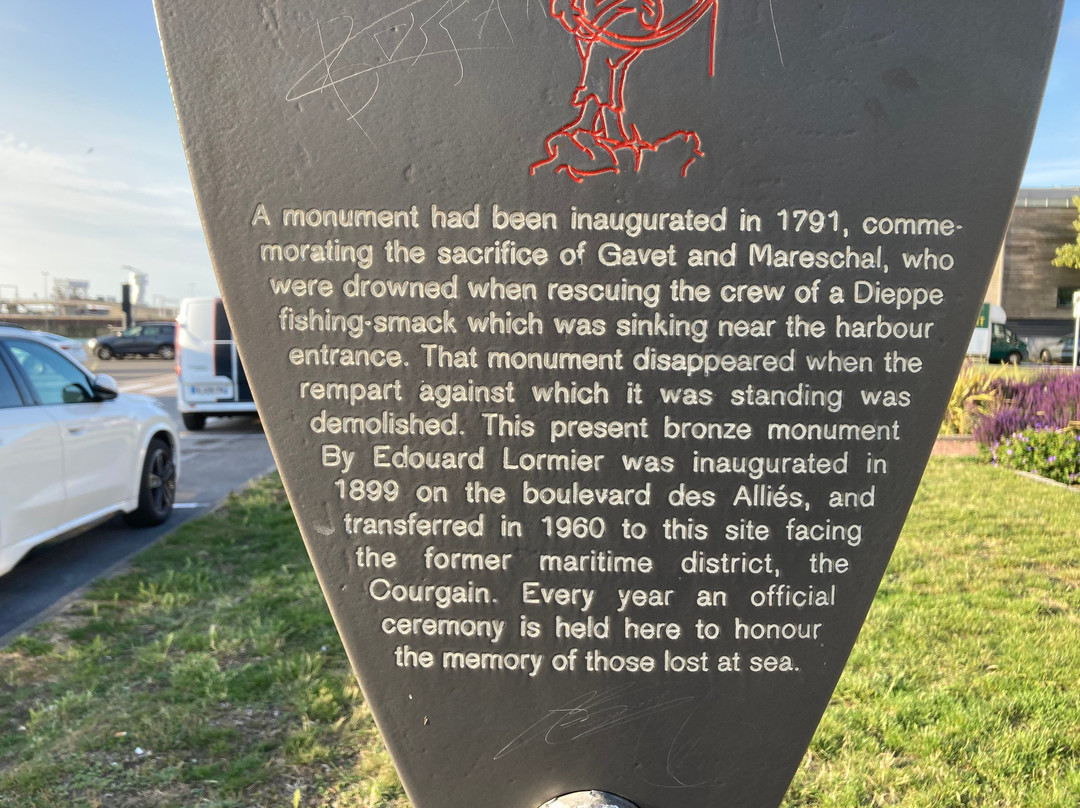 A monument had been inaugurated in 1791, comme-
morating the sacrifice of Gavet and Mareschal, who
were drowned when rescuing the crew of a Dieppe
fishing-smack which was sinking near the harbour
entrance. That monument disappeared when the
rempart against which it was standing was
demolished. This present bronze monument
By Edouard Lormier was inaugurated in
1899 on the boulevard des Alliés, and
transferred in 1960 to this site facing
the former maritime district, the
Courgain. Every year an official
ceremony is held here to honour
the memory of those lost at sea.